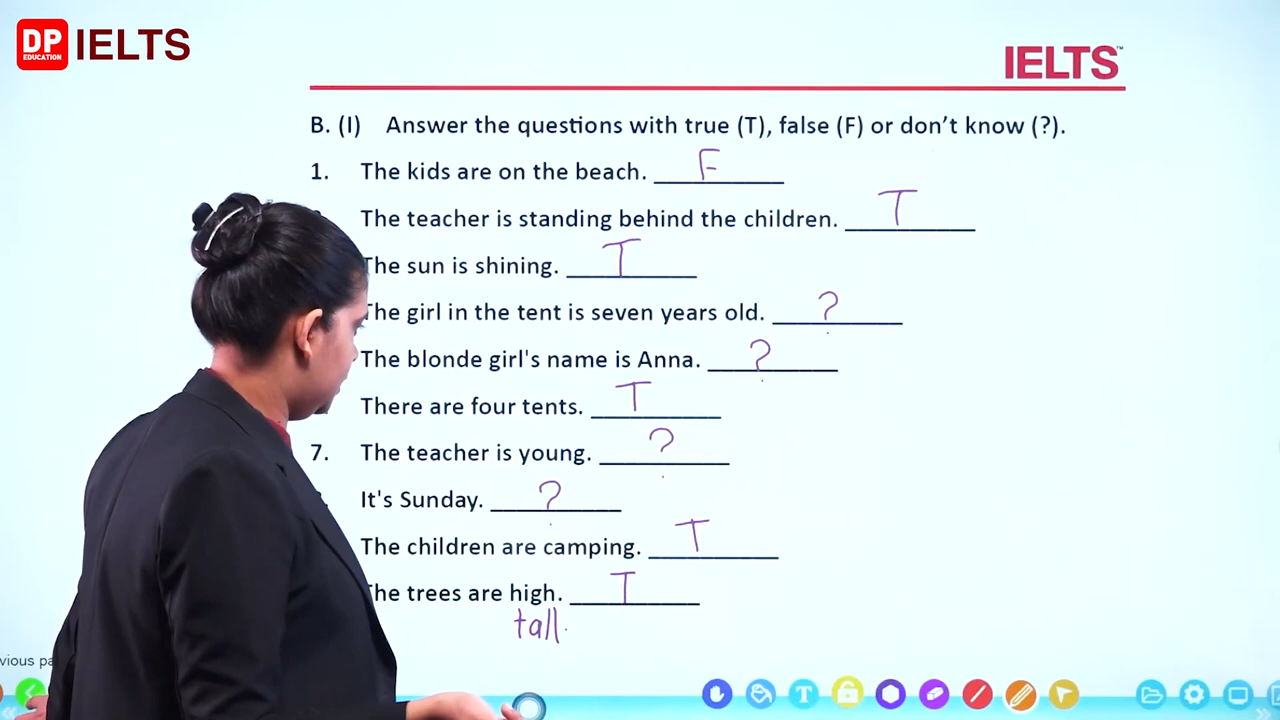 DP EDUCATION IELTS
IELTS™
B. (I) Answer the questions with true (T), false (F) or don’t know (?).
1. The kids are on the beach. F
The teacher is standing behind the children. T
The sun is shining. T
The girl in the tent is seven years old. ?
The blonde girl's name is Anna. ?
There are four tents. T
7. The teacher is young. ?
It's Sunday. ?
The children are camping. T
The trees are high. T
tall.